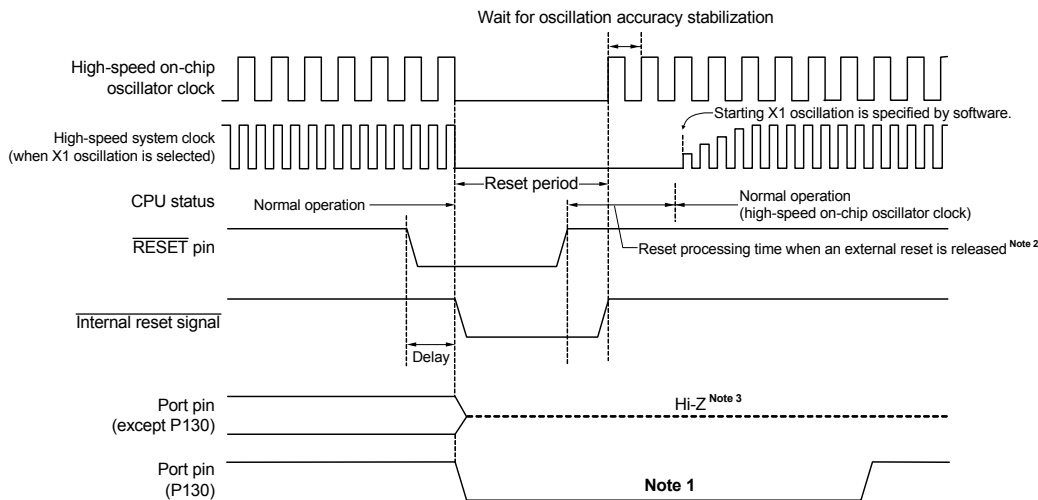 Wait for oscillation accuracy stabilization
High-speed on-chip
oscillator clock
Starting X1 oscillation is specified by software.
High-speed system clock
(when X1 oscillation is selected)
Reset period
CPU status
Normal operation
Normal operation
(high-speed on-chip oscillator clock)
RESET pin
Reset processing time when an external reset is released Note 2
Internal reset signal
Delay
Port pin
(except P130)
Hi-Z Note 3
Port pin
(P130)
Note 1